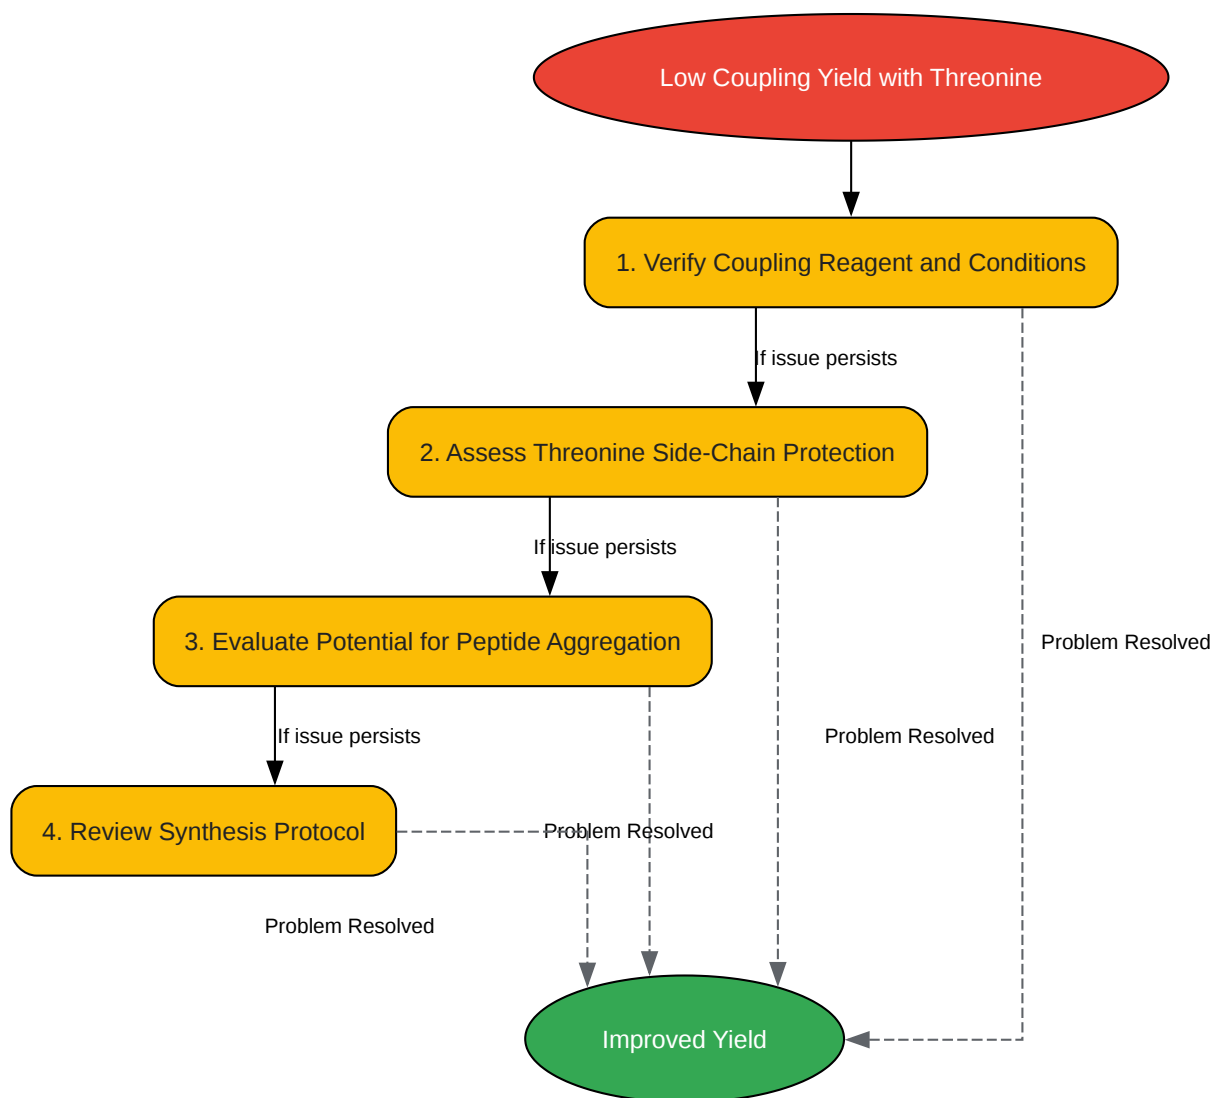 Low Coupling Yield with Threonine
1. Verify Coupling Reagent and Conditions
If issue persists
2. Assess Threonine Side-Chain Protection
If issue persists
3. Evaluate Potential for Peptide Aggregation
Problem Resolved
If issue persists
Problem Resolved
4. Review Synthesis Protocol
Problem Resolved
Problem Resolved
Improved Yield